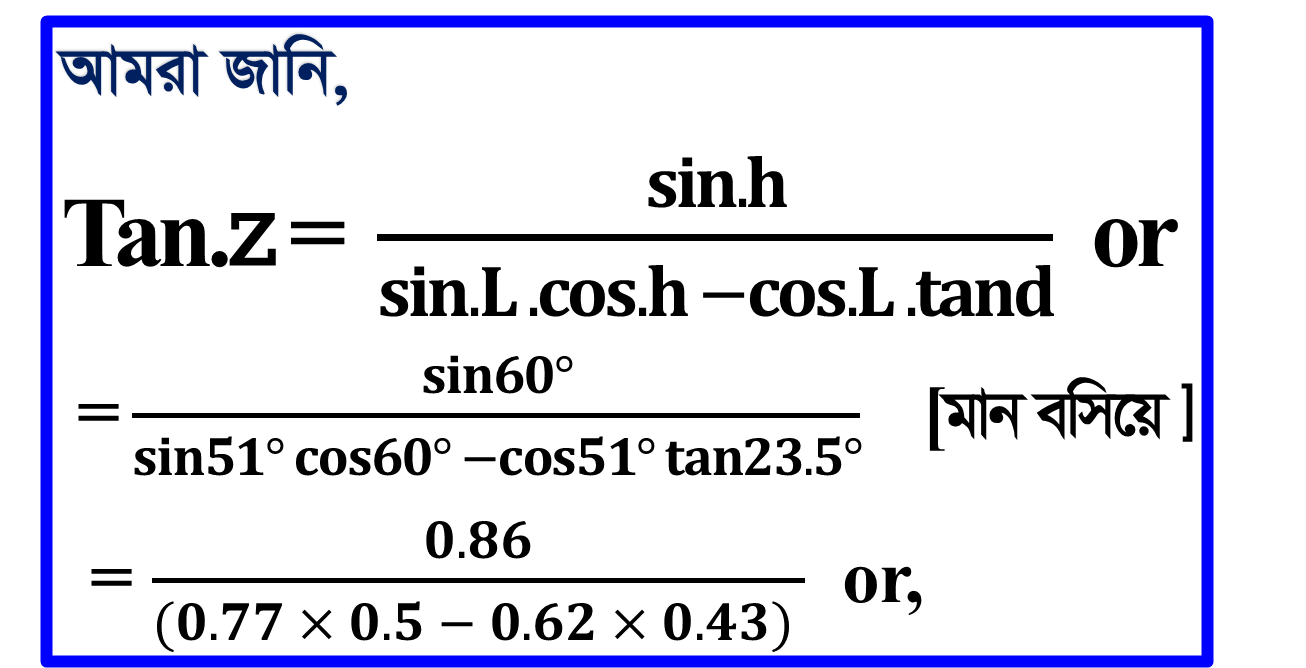 আমরা জানি,
Tan.z = sin.h / sin.L .cos.h –cos.L .tand or
= sin60° / sin51° cos60° –cos51° tan23.5° [মান বসিয়ে ]
= 0.86 / (0.77 × 0.5 − 0.62 × 0.43) or,